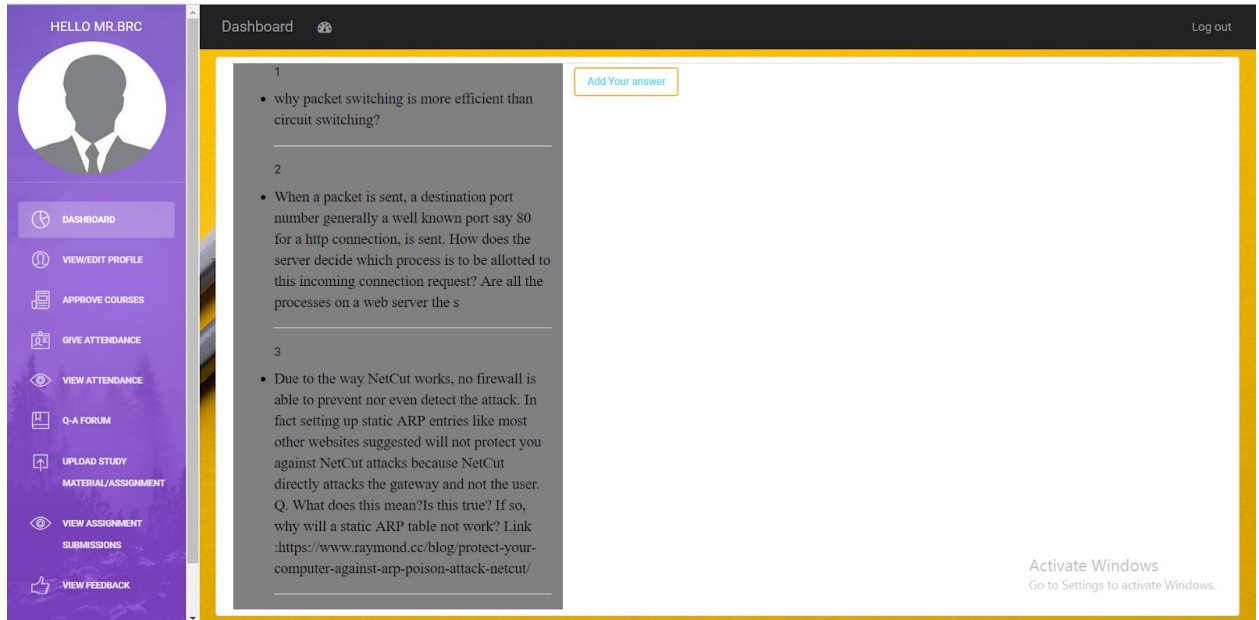 HELLO MR.BRC
DASHBOARD
VIEW/EDIT PROFILE
APPROVE COURSES
GIVE ATTENDANCE
VIEW ATTENDANCE
Q-A FORUM
UPLOAD STUDY
MATERIAL/ASSIGNMENT
VIEW ASSIGNMENT
SUBMISSIONS
VIEW FEEDBACK
Dashboard
Log out
1
why packet switching is more efficient than
circuit switching?
2
When a packet is sent, a destination port
number generally a well known port say 80
for a http connection, is sent. How does the
server decide which process is to be allotted to
this incoming connection request? Are all the
processes on a web server the s
3
Due to the way NetCut works, no firewall is
able to prevent nor even detect the attack. In
fact setting up static ARP entries like most
other websites suggested will not protect you
against NetCut attacks because NetCut
directly attacks the gateway and not the user.
Q. What does this mean?Is this true? If so,
why will a static ARP table not work? Link
:https://www.raymond.cc/blog/protect-your-
computer-against-arp-poison-attack-netcut/
Add Your answer
Activate Windows
Go to Settings to activate Windows.